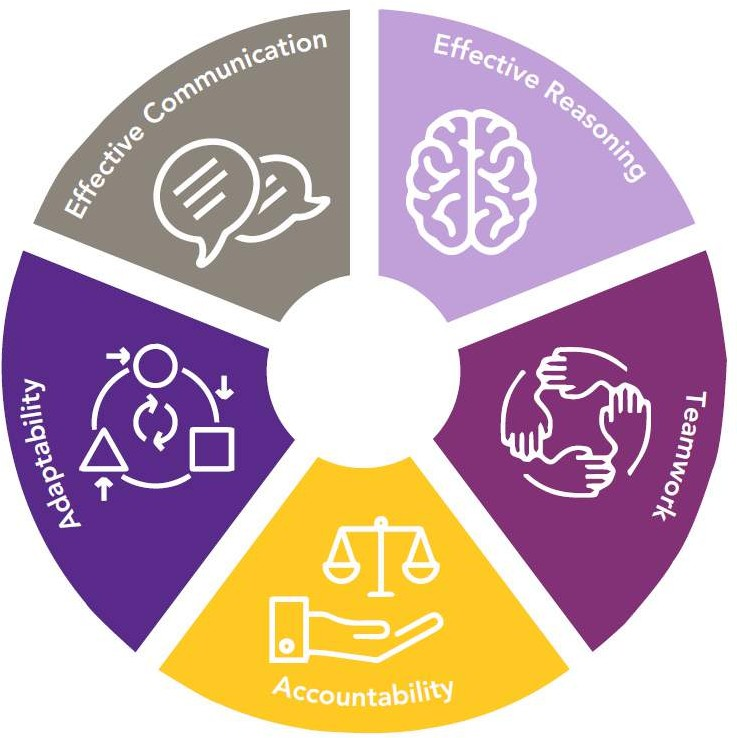 Effective Communication
Effective Reasoning
Teamwork
Accountability
Adaptability